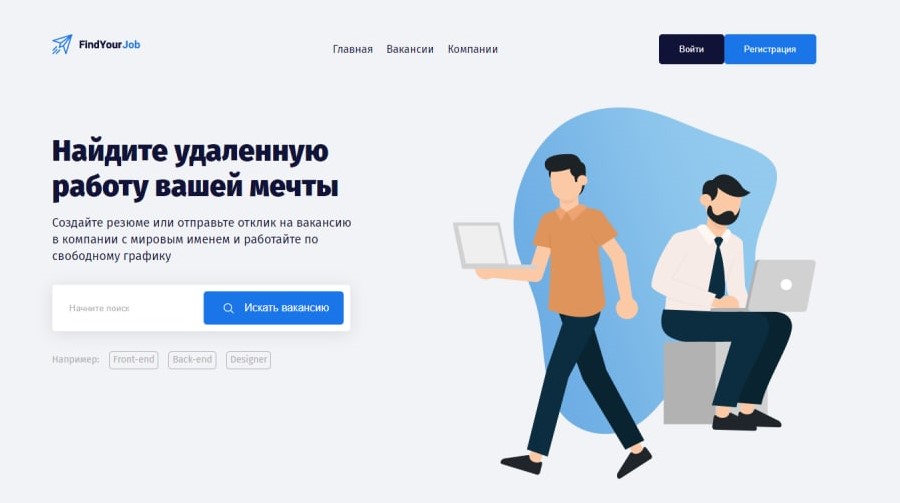 FindYourJob
Главная Вакансии Компании
Войти Регистрация
Найдите удаленную
работу вашей мечты
Создайте резюме или отправьте отклик на вакансию
в компании с мировым именем и работайте по
свободному графику
Начните поиск Искать вакансию
Например: Front-end Back-end Designer